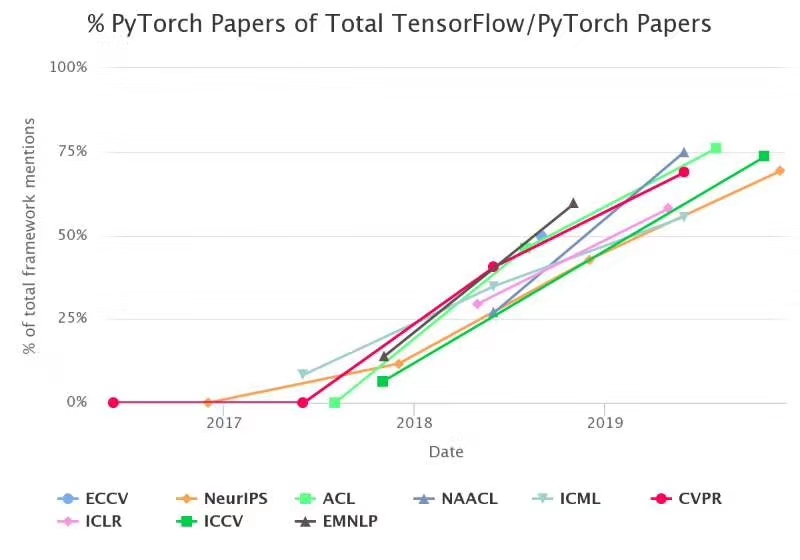 % PyTorch Papers of Total TensorFlow/PyTorch Papers
100%
75%
50%
25%
0%
% of total framework mentions
2017 2018 2019
Date
ECCV NeurIPS ACL NAACL ICML CVPR
ICLR ICCV EMNLP